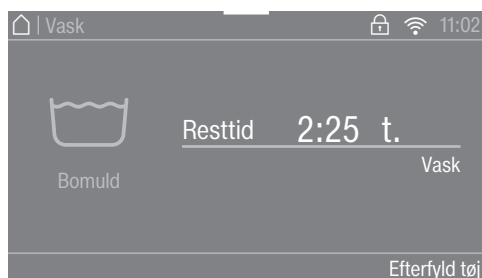 | Vask 11:02
Resttid 2:25 t.
Vask
Bomuld
Efterfyld tøj